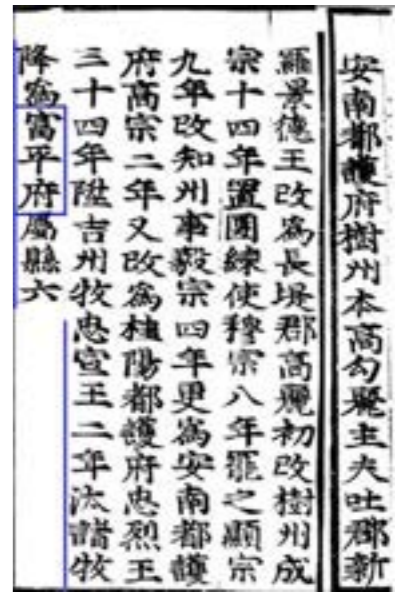 安南都護府樹州本高勾麗主夫吐郡新
羅景德王改爲長堤郡高麗初改樹州成
宗十四年置團練使穆宗八年罷之顯宗
九年改知州事毅宗四年更爲安南都護
府高宗二年又改爲桂陽都護府忠烈王
三十四年陞吉州牧忠宣王二年汰諸牧
降爲富平府屬縣六